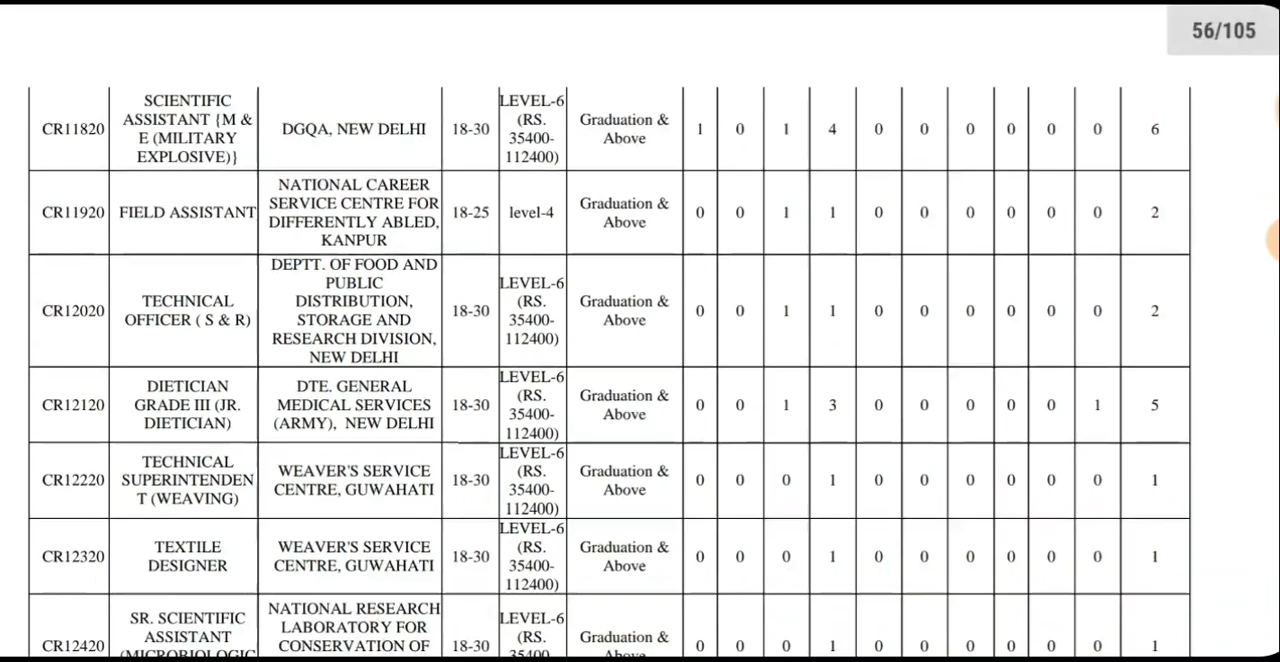 56/105
CR11820
SCIENTIFIC
ASSISTANT {M &
E (MILITARY
EXPLOSIVE)}
DGQA, NEW DELHI
18-30
LEVEL-6
(RS.
35400-
112400)
Graduation &
Above
1 0 1 4 0 0 0 0 0 0 6
CR11920
FIELD ASSISTANT
NATIONAL CAREER
SERVICE CENTRE FOR
DIFFERENTLY ABLED,
KANPUR
18-25
level-4
Graduation &
Above
0 0 1 1 0 0 0 0 0 0 2
CR12020
TECHNICAL
OFFICER ( S & R)
DEPTT. OF FOOD AND
PUBLIC
DISTRIBUTION,
STORAGE AND
RESEARCH DIVISION,
NEW DELHI
18-30
LEVEL-6
(RS.
35400-
112400)
Graduation &
Above
0 0 1 1 0 0 0 0 0 0 2
CR12120
DIETICIAN
GRADE III (JR.
DIETICIAN)
DTE. GENERAL
MEDICAL SERVICES
(ARMY), NEW DELHI
18-30
LEVEL-6
(RS.
35400-
112400)
Graduation &
Above
0 0 1 3 0 0 0 0 0 1 5
CR12220
TECHNICAL
SUPERINTENDEN
T (WEAVING)
WEAVER'S SERVICE
CENTRE, GUWAHATI
18-30
LEVEL-6
(RS.
35400-
112400)
Graduation &
Above
0 0 0 1 0 0 0 0 0 0 1
CR12320
TEXTILE
DESIGNER
WEAVER'S SERVICE
CENTRE, GUWAHATI
18-30
LEVEL-6
(RS.
35400-
112400)
Graduation &
Above
0 0 0 1 0 0 0 0 0 0 1
CR12420
SR. SCIENTIFIC
ASSISTANT
(MICROBIOLOGIC
NATIONAL RESEARCH
LABORATORY FOR
CONSERVATION OF
18-30
LEVEL-6
(RS.
35400
Graduation &
Above
0 0 0 1 0 0 0 0 0 0 1